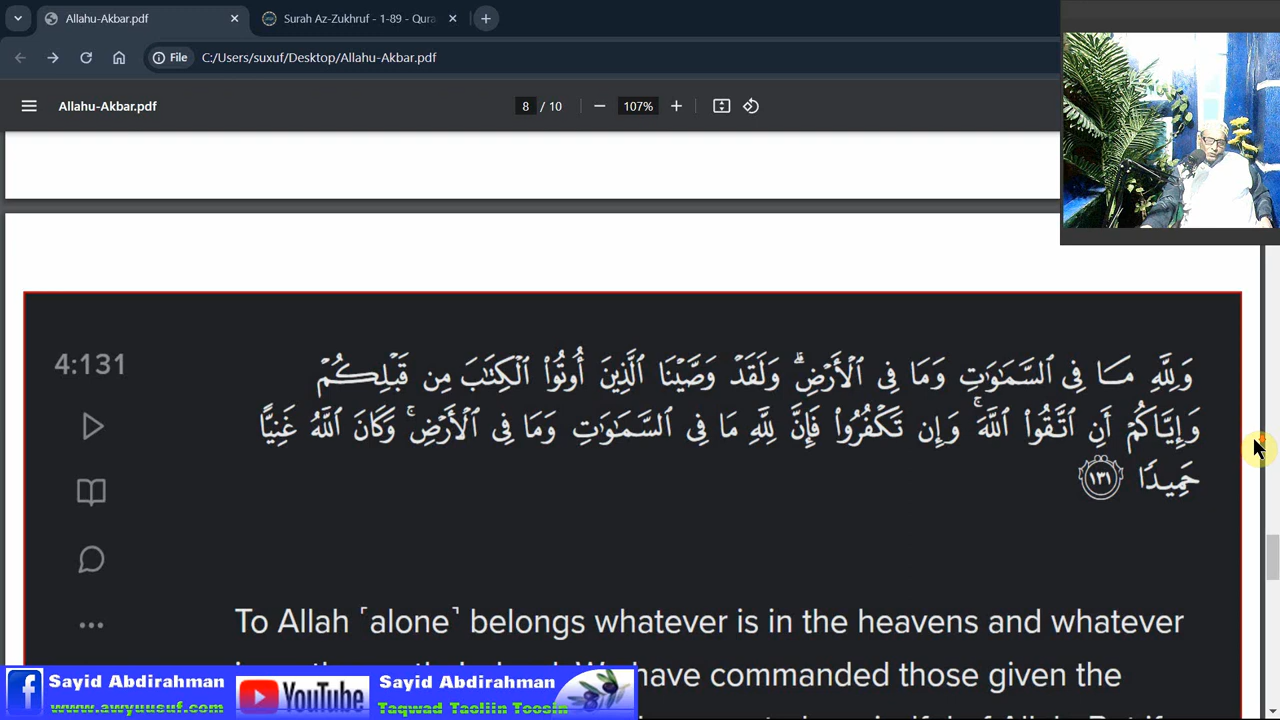 Allahu-Akbar.pdf
Surah Az-Zukhruf - 1-89 - Qura
File
C:/Users/suxuf/Desktop/Allahu-Akbar.pdf
Allahu-Akbar.pdf
8 / 10
107%
4:131
وَلِلَّهِ مَا فِى ٱلسَّمَـٰوَٰتِ وَمَا فِى ٱلْأَرْضِ ۗ وَلَقَدْ وَصَّيْنَا ٱلَّذِينَ أُوتُوا۟ ٱلْكِتَـٰبَ مِن قَبْلِكُمْ
وَإِيَّاكُمْ أَنِ ٱتَّقُوا۟ ٱللَّهَ ۚ وَإِن تَكْفُرُوا۟ فَإِنَّ لِلَّهِ مَا فِى ٱلسَّمَـٰوَٰتِ وَمَا فِى ٱلْأَرْضِ ۚ وَكَانَ ٱللَّهُ غَنِيًّا
حَمِيدًا ١٣١
To Allah ˹alone˺ belongs whatever is in the heavens and whatever
have commanded those given the
Sayid Abdirahman
www.awyuusuf.com
YouTube
Sayid Abdirahman
Taqwad Taoliin Toosin